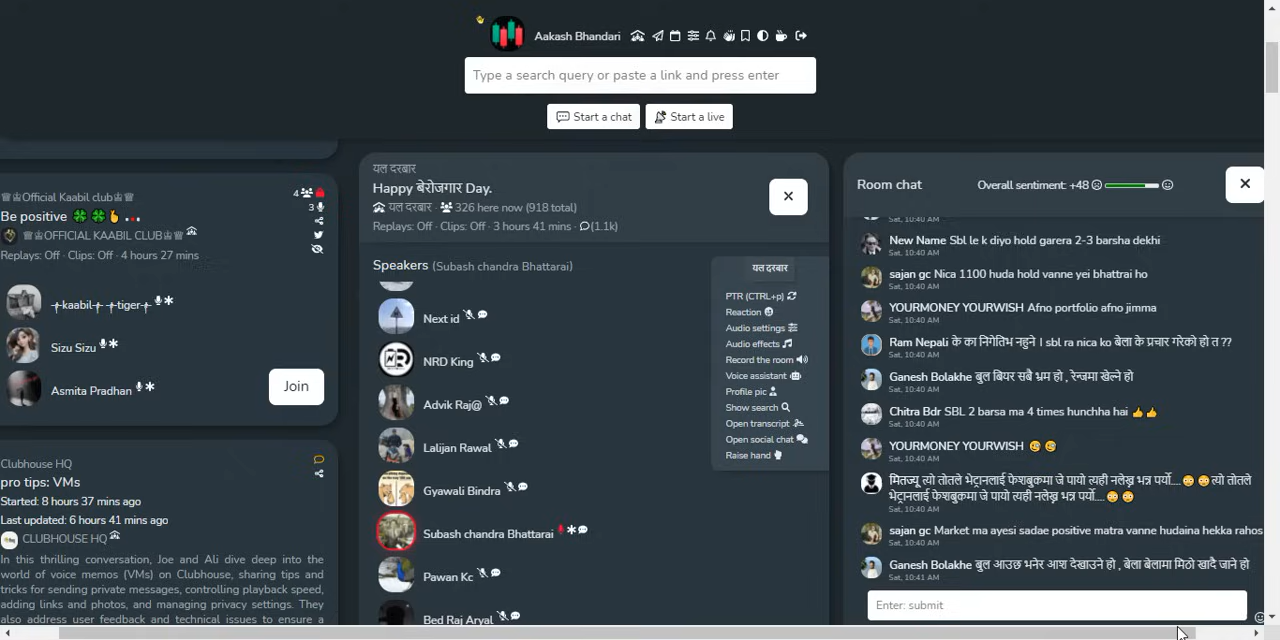 Aakash Bhandari
Type a search query or paste a link and press enter
Start a chat
Start a live
♕♔Official Kaabil club♔♕
4
Be positive 🍀 🍀🫰 ...
3
♕♔OFFICIAL KAABIL CLUB♔♕
Replays: Off · Clips: Off · 4 hours 27 mins
╼kaabil╾ ╼tiger╾
Sizu Sizu
Asmita Pradhan
Join
Clubhouse HQ
pro tips: VMs
Started: 8 hours 37 mins ago
Last updated: 6 hours 41 mins ago
CLUBHOUSE HQ
In this thrilling conversation, Joe and Ali dive deep into the
world of voice memos (VMs) on Clubhouse, sharing tips and
tricks for sending private messages, controlling playback speed,
adding links and photos, and managing privacy settings. They
also address user feedback and technical issues to ensure a
यल दरबार
Happy बेरोजगार Day.
यल दरबार · 326 here now (918 total)
Replays: Off · Clips: Off · 3 hours 41 mins · (1.1k)
Speakers (Subash chandra Bhattarai)
Next id
NRD King
Advik Raj@
Lalijan Rawal
Gyawali Bindra
Subash chandra Bhattarai
Pawan Kc
Bed Raj Aryal
यल दरबार
PTR (CTRL+p)
Reaction
Audio settings
Audio effects
Record the room
Voice assistant
Profile pic
Show search
Open transcript
Open social chat
Raise hand
Room chat
Overall sentiment: +48
Sat, 10:40 AM
New Name Sbl le k diyo hold garera 2-3 barsha dekhi
Sat, 10:40 AM
sajan gc Nica 1100 huda hold vanne yei bhattrai ho
Sat, 10:40 AM
YOURMONEY YOURWISH Afno portfolio afno jimma
Sat, 10:40 AM
Ram Nepali के का निगेतिभ नहुने । sbl ra nica ko बेला के प्रचार गरेको हो त ??
Sat, 10:40 AM
Ganesh Bolakhe बुल बियर सबै भ्रम हो , रेन्जमा खेल्ने हो
Sat, 10:40 AM
Chitra Bdr SBL 2 barsa ma 4 times hunchha hai 👍👍
Sat, 10:40 AM
YOURMONEY YOURWISH
Sat, 10:40 AM
मितज्यू त्यो तोतले भेट्रानलाई फेशबुकमा जे पायो त्यही नलेख्न भन्न पर्यो....😳😳त्यो तोतले
भेट्रानलाई फेशबुकमा जे पायो त्यही नलेख्न भन्न पर्यो....😳😳
Sat, 10:40 AM
sajan gc Market ma ayesi sadae positive matra vanne hudaina hekka rahos
Sat, 10:40 AM
Ganesh Bolakhe बुल आउछ भनेर आश देखाउने हो , बेला बेलामा मिठो खादै जाने हो
Sat, 10:41 AM
Enter: submit